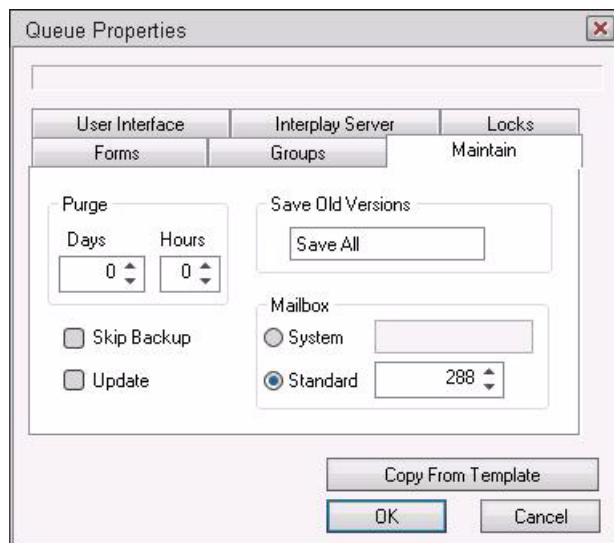 Queue Properties
User Interface Interplay Server Locks
Forms Groups Maintain
Purge Save Old Versions
Days Hours
Save All
0 0
Mailbox
Skip Backup System
Update Standard 288
Copy From Template
OK Cancel